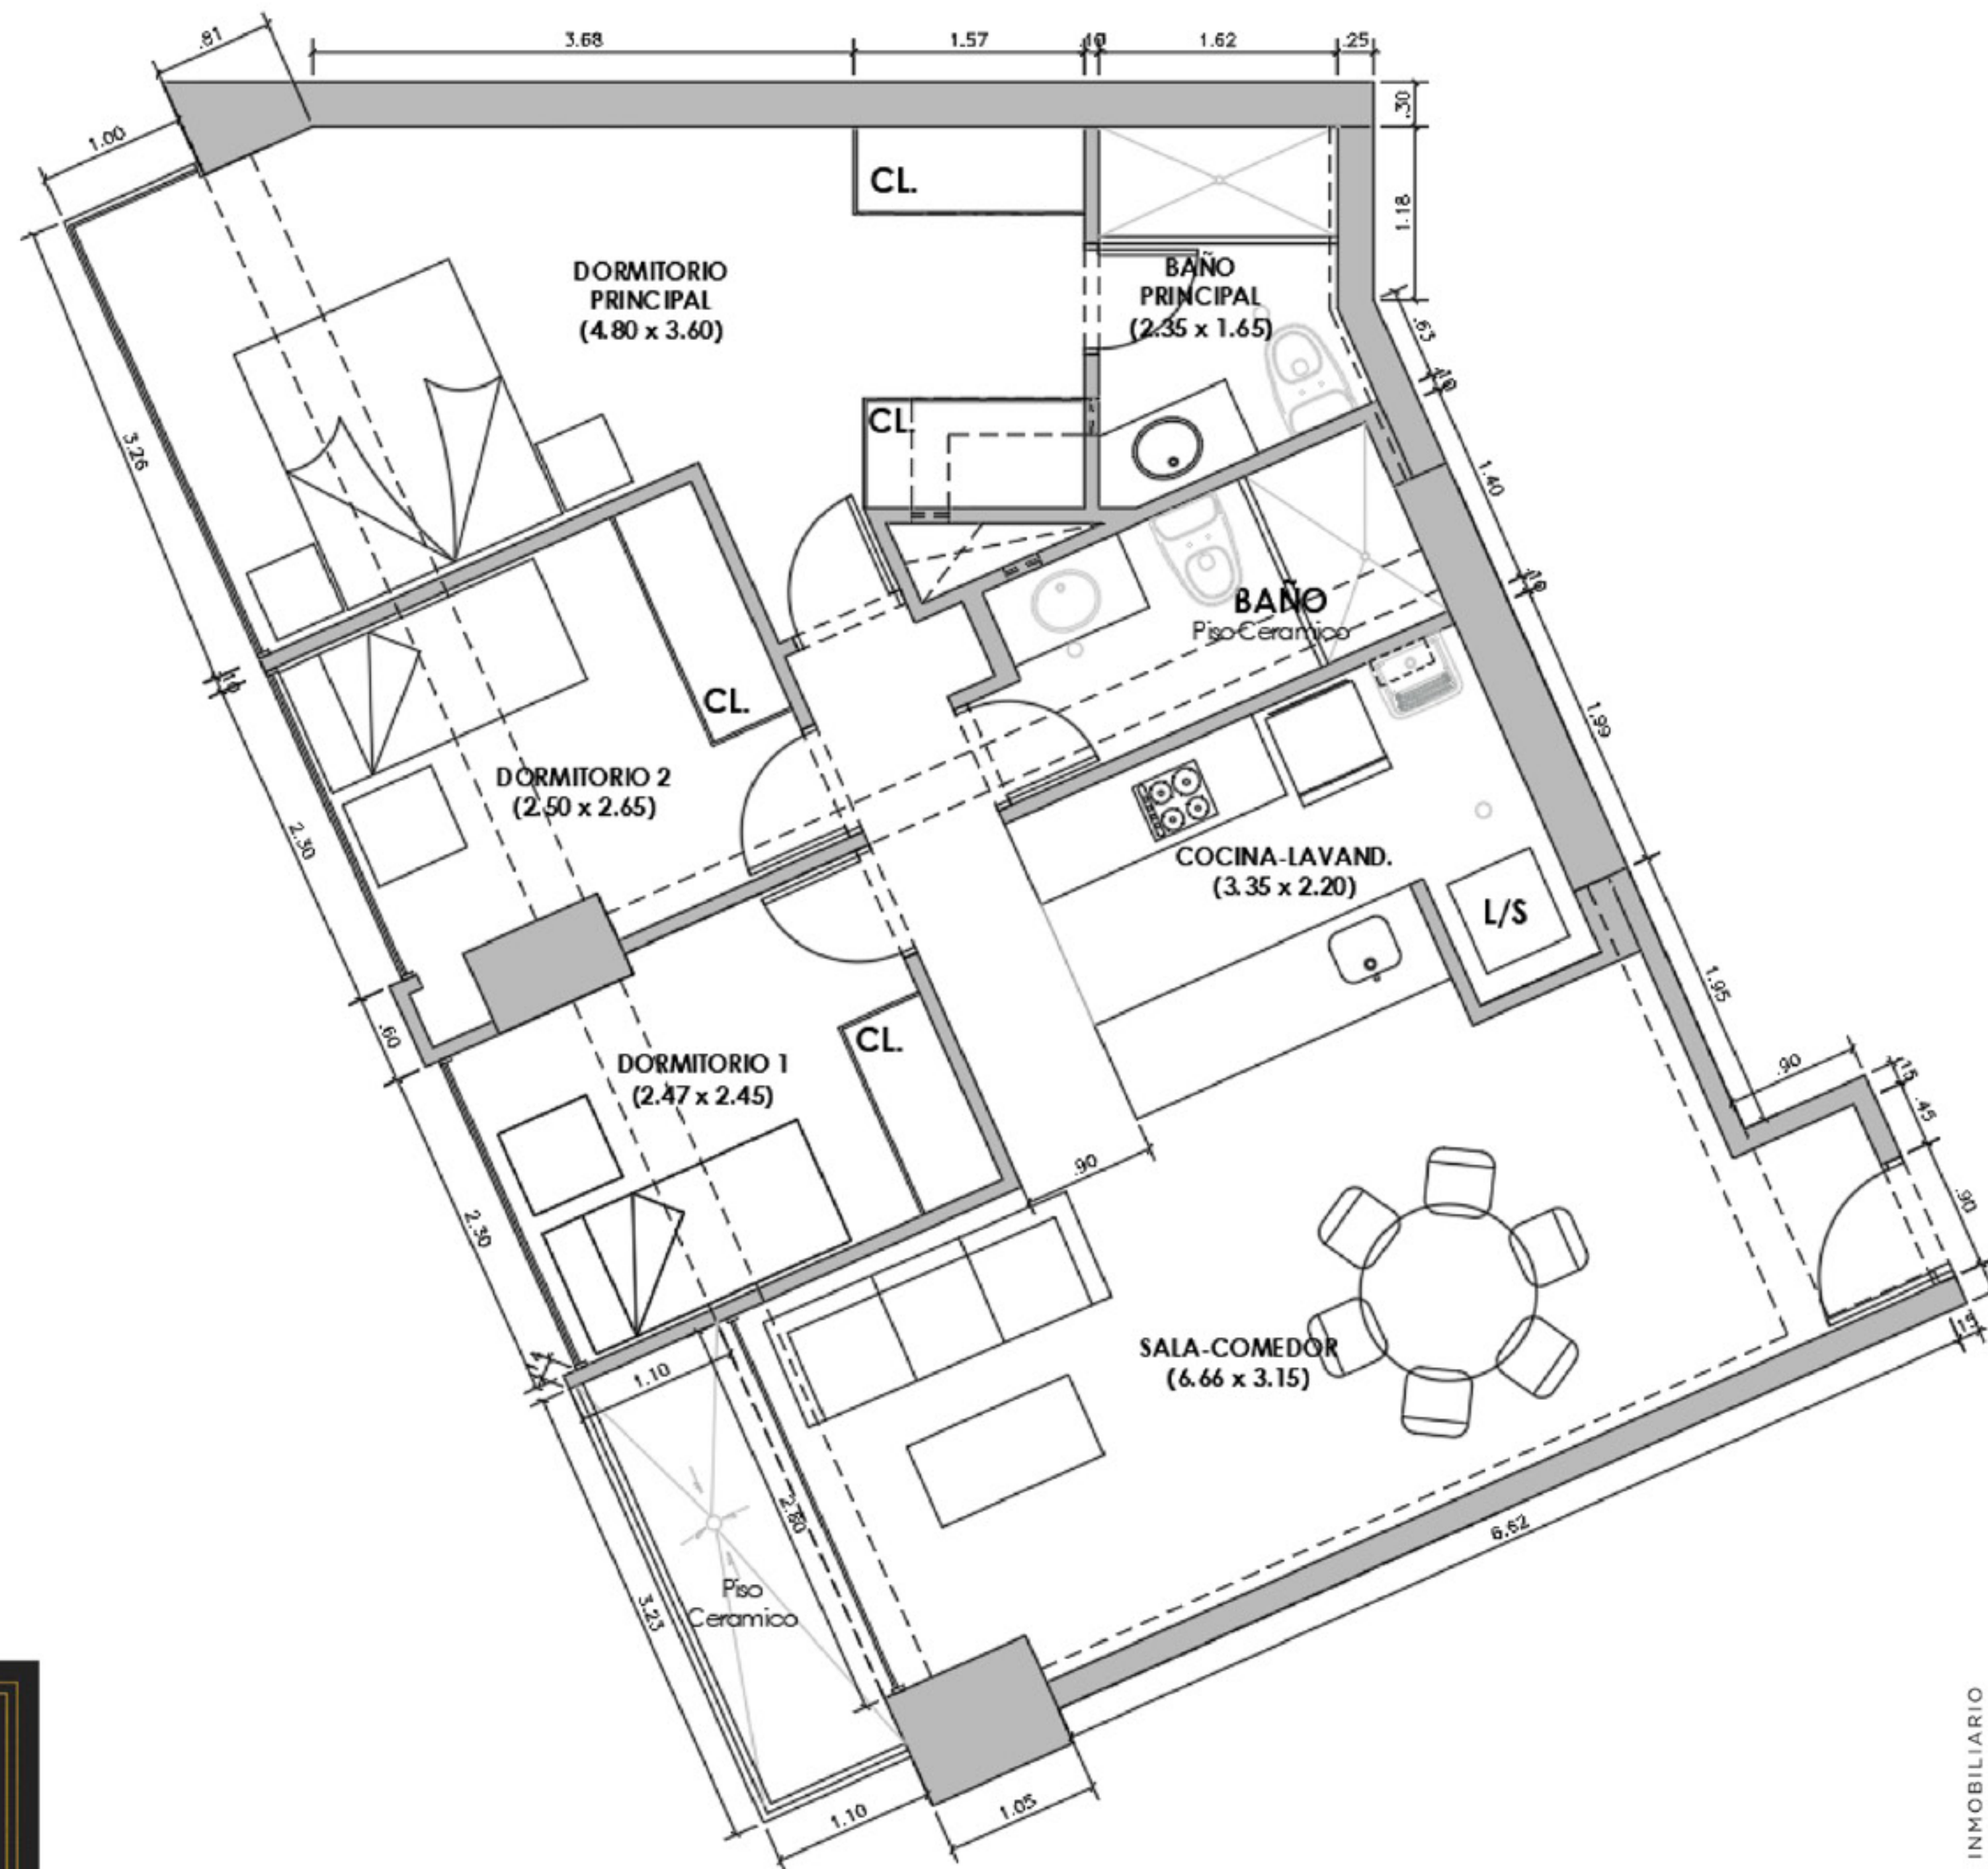 .81
3.68
1.57
.10
1.62
.25
.30
1.00
1.18
CL.
DORMITORIO
PRINCIPAL
(4.80 x 3.60)
BAÑO
PRINCIPAL
(2.35 x 1.65)
.63
.10
3.26
CL.
1.40
BAÑO
Piso Ceramico
.10
.10
CL.
1.99
DORMITORIO 2
(2.50 x 2.65)
2.30
COCINA-LAVAND.
(3.35 x 2.20)
L/S
1.95
.60
CL.
DORMITORIO 1
(2.47 x 2.45)
.90
.15
.45
.90
.90
2.30
SALA-COMEDOR
(6.66 x 3.15)
.15
1.10
2.80
6.62
Piso
Ceramico
3.23
1.10
1.05
INMOBILIARIO